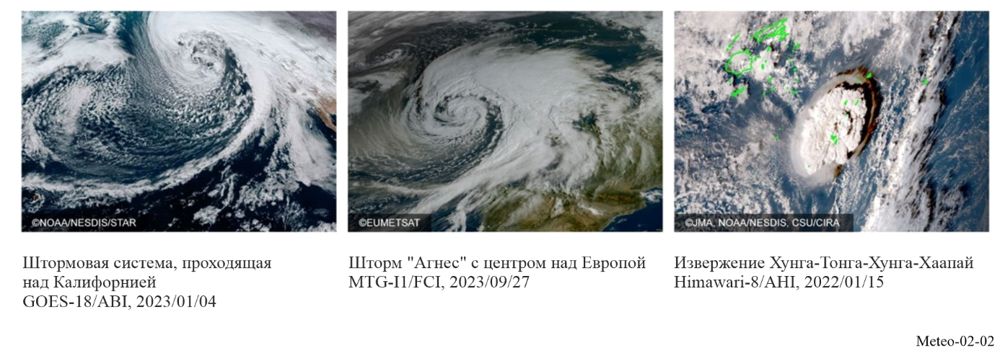 ©NOAA/NESDIS/STAR
©EUMETSAT
©JMA, NOAA/NESDIS, CSU/CIRA
Штормовая система, проходящая
над Калифорнией
GOES-18/ABI, 2023/01/04
Шторм "Агнес" с центром над Европой
MTG-I1/FCI, 2023/09/27
Извержение Хунга-Тонга-Хунга-Хаапай
Himawari-8/AHI, 2022/01/15
Meteo-02-02